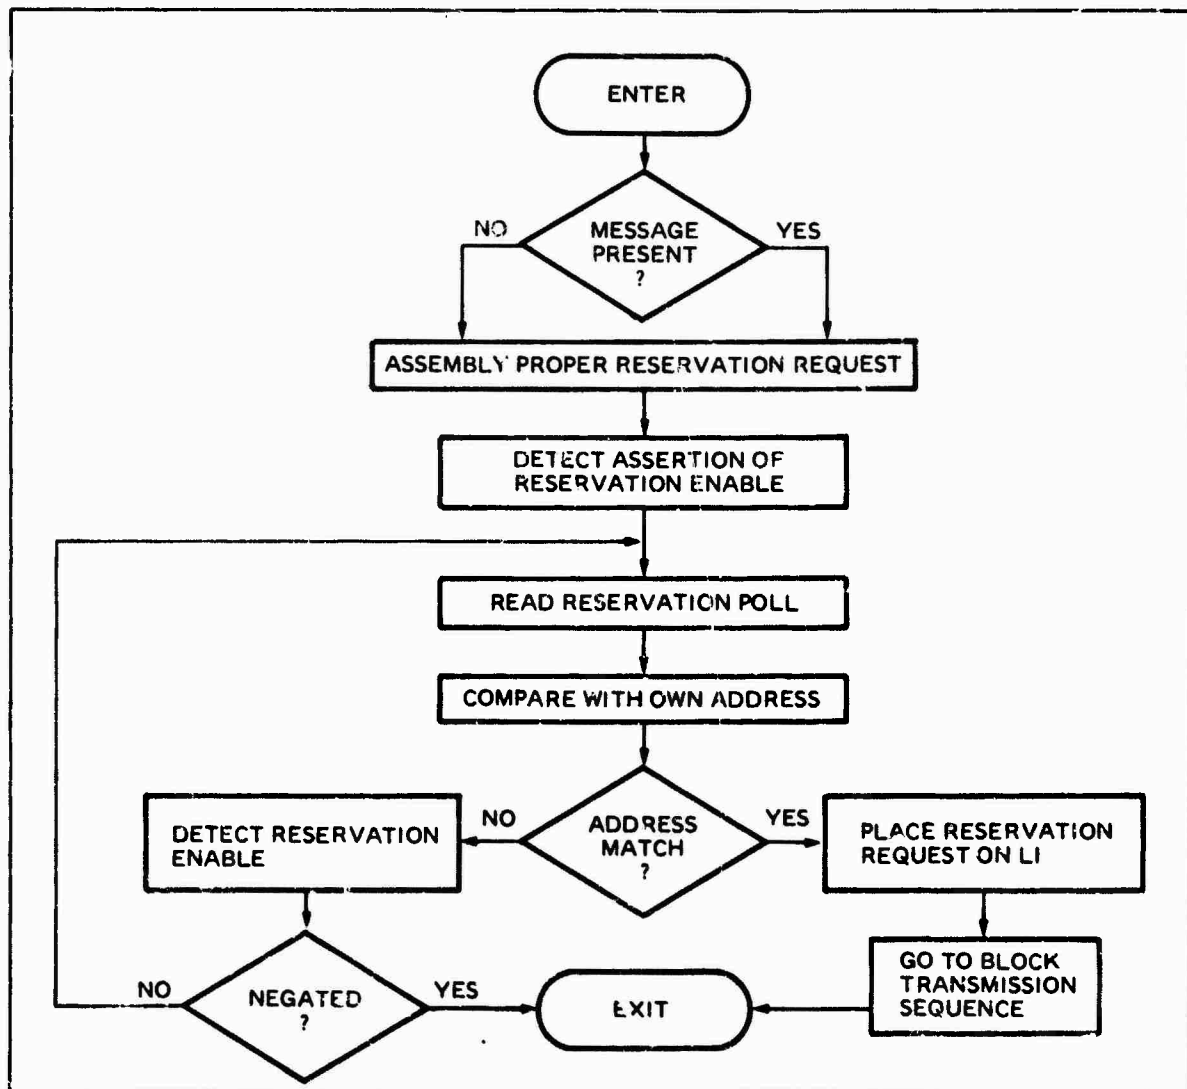 ENTER
NO
MESSAGE
PRESENT
?
YES
ASSEMBLY PROPER RESERVATION REQUEST
DETECT ASSERTION OF
RESERVATION ENABLE
READ RESERVATION POLL
COMPARE WITH OWN ADDRESS
DETECT RESERVATION
ENABLE
NO
ADDRESS
MATCH
?
YES
PLACE RESERVATION
REQUEST ON LI
NO
NEGATED
?
YES
EXIT
GO TO BLOCK
TRANSMISSION
SEQUENCE